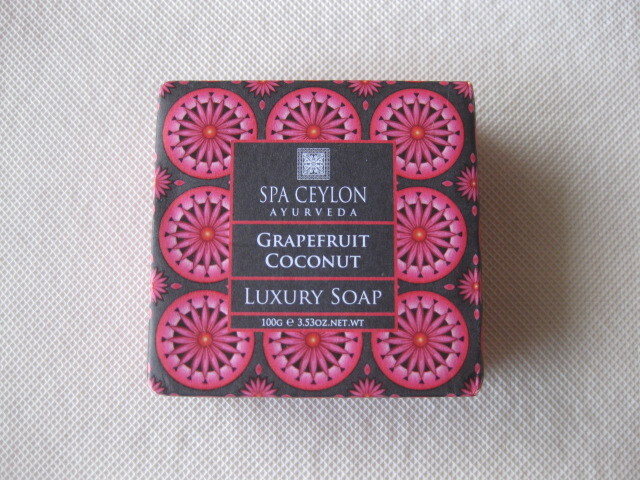 SPA CEYLON
AYURVEDA
GRAPEFRUIT
COCONUT
LUXURY SOAP
100G ℮ 3.53OZ.NET.WT